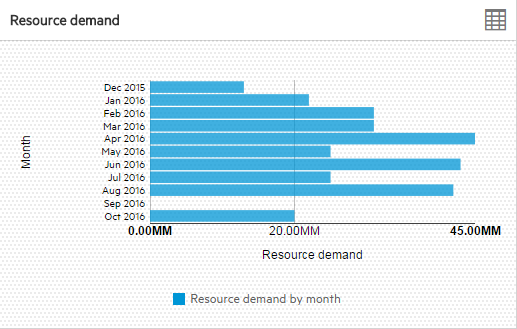 Resource demand
Month
Dec 2015
Jan 2016
Feb 2016
Mar 2016
Apr 2016
May 2016
Jun 2016
Jul 2016
Aug 2016
Sep 2016
Oct 2016
0.00MM 20.00MM 45.00MM
Resource demand
Resource demand by month